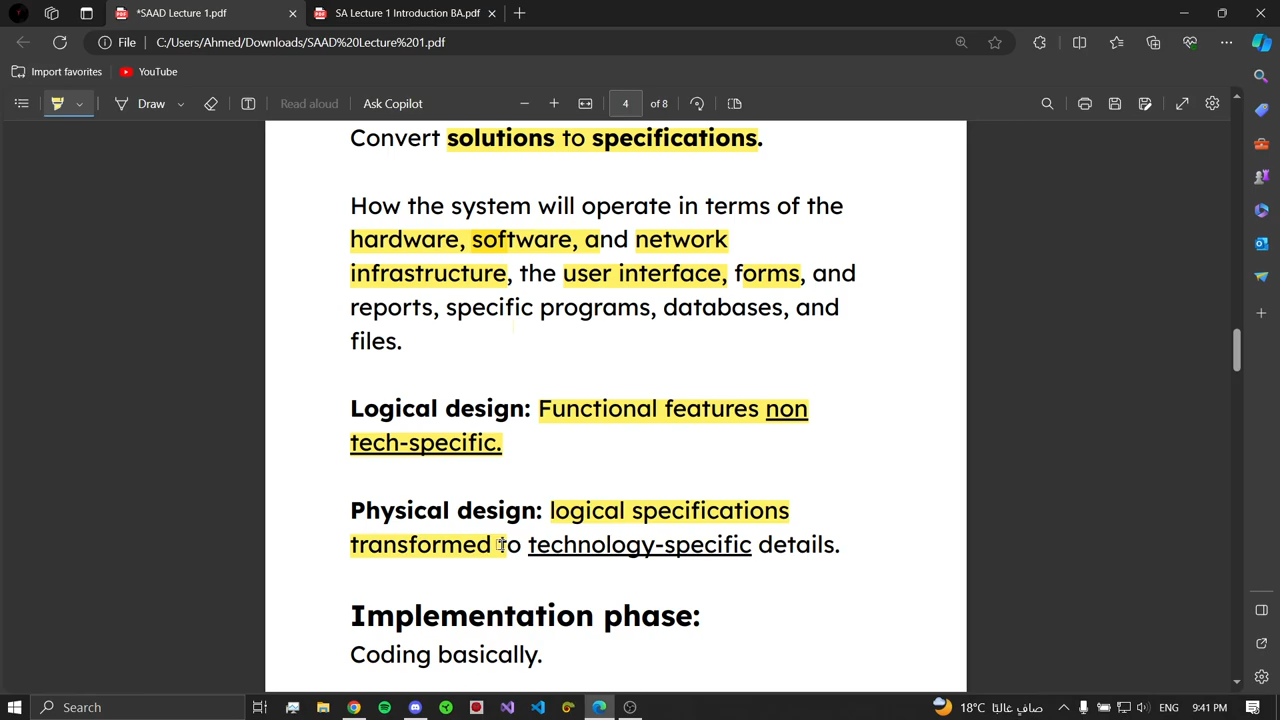 *SAAD Lecture 1.pdf
SA Lecture 1 Introduction BA.pdf
File
C:/Users/Ahmed/Downloads/SAAD%20Lecture%201.pdf
Import favorites
YouTube
Draw
Read aloud
Ask Copilot
4
of 8
Convert solutions to specifications.
How the system will operate in terms of the
hardware, software, and network
infrastructure, the user interface, forms, and
reports, specific programs, databases, and
files.
Logical design: Functional features non
tech-specific.
Physical design: logical specifications
transformed to technology-specific details.
Implementation phase:
Coding basically.
Search
18°C
صافي غالبًا
ENG
9:41 PM